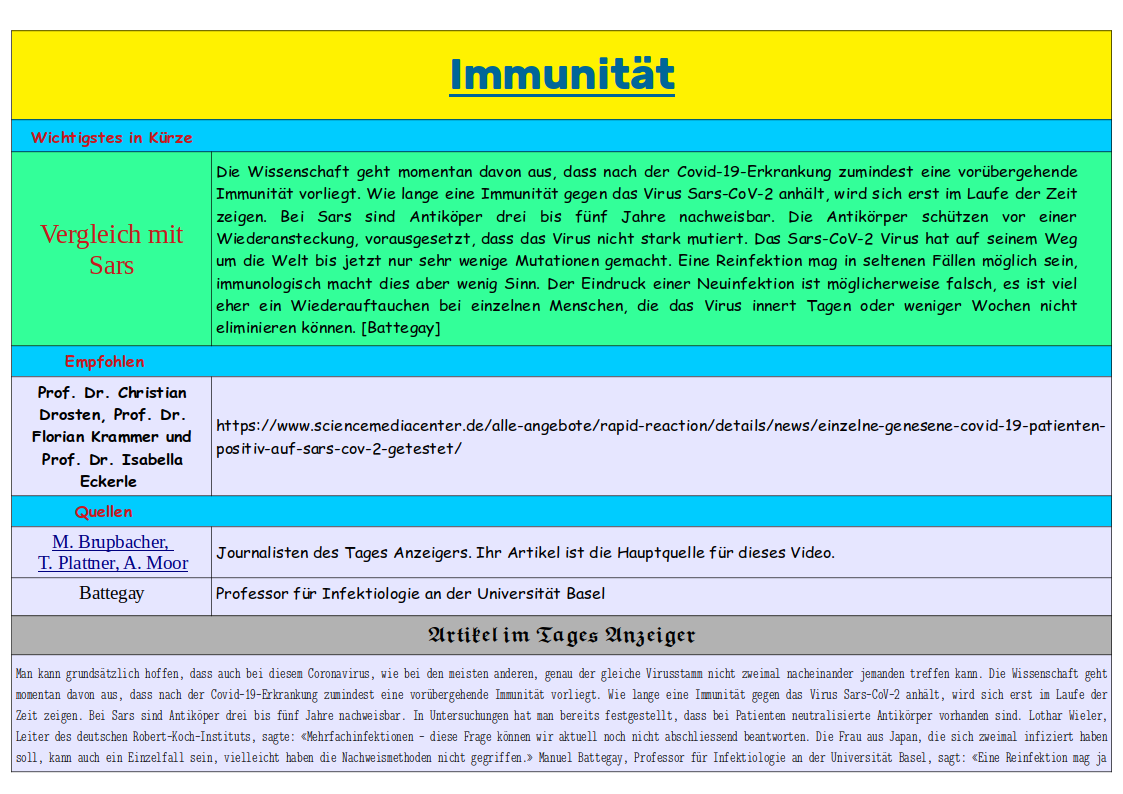 Immunität
Wichtigstes in Kürze
Vergleich mit
Sars
Die Wissenschaft geht momentan davon aus, dass nach der Covid-19-Erkrankung zumindest eine vorübergehende
Immunität vorliegt. Wie lange eine Immunität gegen das Virus Sars-CoV-2 anhält, wird sich erst im Laufe der Zeit
zeigen. Bei Sars sind Antiköper drei bis fünf Jahre nachweisbar. Die Antikörper schützen vor einer
Wiederansteckung, vorausgesetzt, dass das Virus nicht stark mutiert. Das Sars-CoV-2 Virus hat auf seinem Weg
um die Welt bis jetzt nur sehr wenige Mutationen gemacht. Eine Reinfektion mag in seltenen Fällen möglich sein,
immunologisch macht dies aber wenig Sinn. Der Eindruck einer Neuinfektion ist möglicherweise falsch, es ist viel
eher ein Wiederauftauchen bei einzelnen Menschen, die das Virus innert Tagen oder weniger Wochen nicht
eliminieren können. [Battegay]
Empfohlen
Prof. Dr. Christian
Drosten, Prof. Dr.
Florian Krammer und
Prof. Dr. Isabella
Eckerle
https://www.sciencemediacenter.de/alle-angebote/rapid-reaction/details/news/einzelne-genesene-covid-19-patienten-
positiv-auf-sars-cov-2-getestet/
Quellen
M. Brupbacher,
T. Plattner, A. Moor
Journalisten des Tages Anzeigers. Ihr Artikel ist die Hauptquelle für dieses Video.
Battegay
Professor für Infektiologie an der Universität Basel
Artikel im Tages Anzeiger
Man kann grundsätzlich hoffen, dass auch bei diesem Coronavirus, wie bei den meisten anderen, genau der gleiche Virusstamm nicht zweimal nacheinander jemanden treffen kann. Die Wissenschaft geht
momentan davon aus, dass nach der Covid-19-Erkrankung zumindest eine vorübergehende Immunität vorliegt. Wie lange eine Immunität gegen das Virus Sars-CoV-2 anhält, wird sich erst im Laufe der
Zeit zeigen. Bei Sars sind Antiköper drei bis fünf Jahre nachweisbar. In Untersuchungen hat man bereits festgestellt, dass bei Patienten neutralisierte Antikörper vorhanden sind. Lothar Wieler,
Leiter des deutschen Robert-Koch-Instituts, sagte: «Mehrfachinfektionen – diese Frage können wir aktuell noch nicht abschliessend beantworten. Die Frau aus Japan, die sich zweimal infiziert haben
soll, kann auch ein Einzelfall sein, vielleicht haben die Nachweismethoden nicht gegriffen.» Manuel Battegay, Professor für Infektiologie an der Universität Basel, sagt: «Eine Reinfektion mag ja